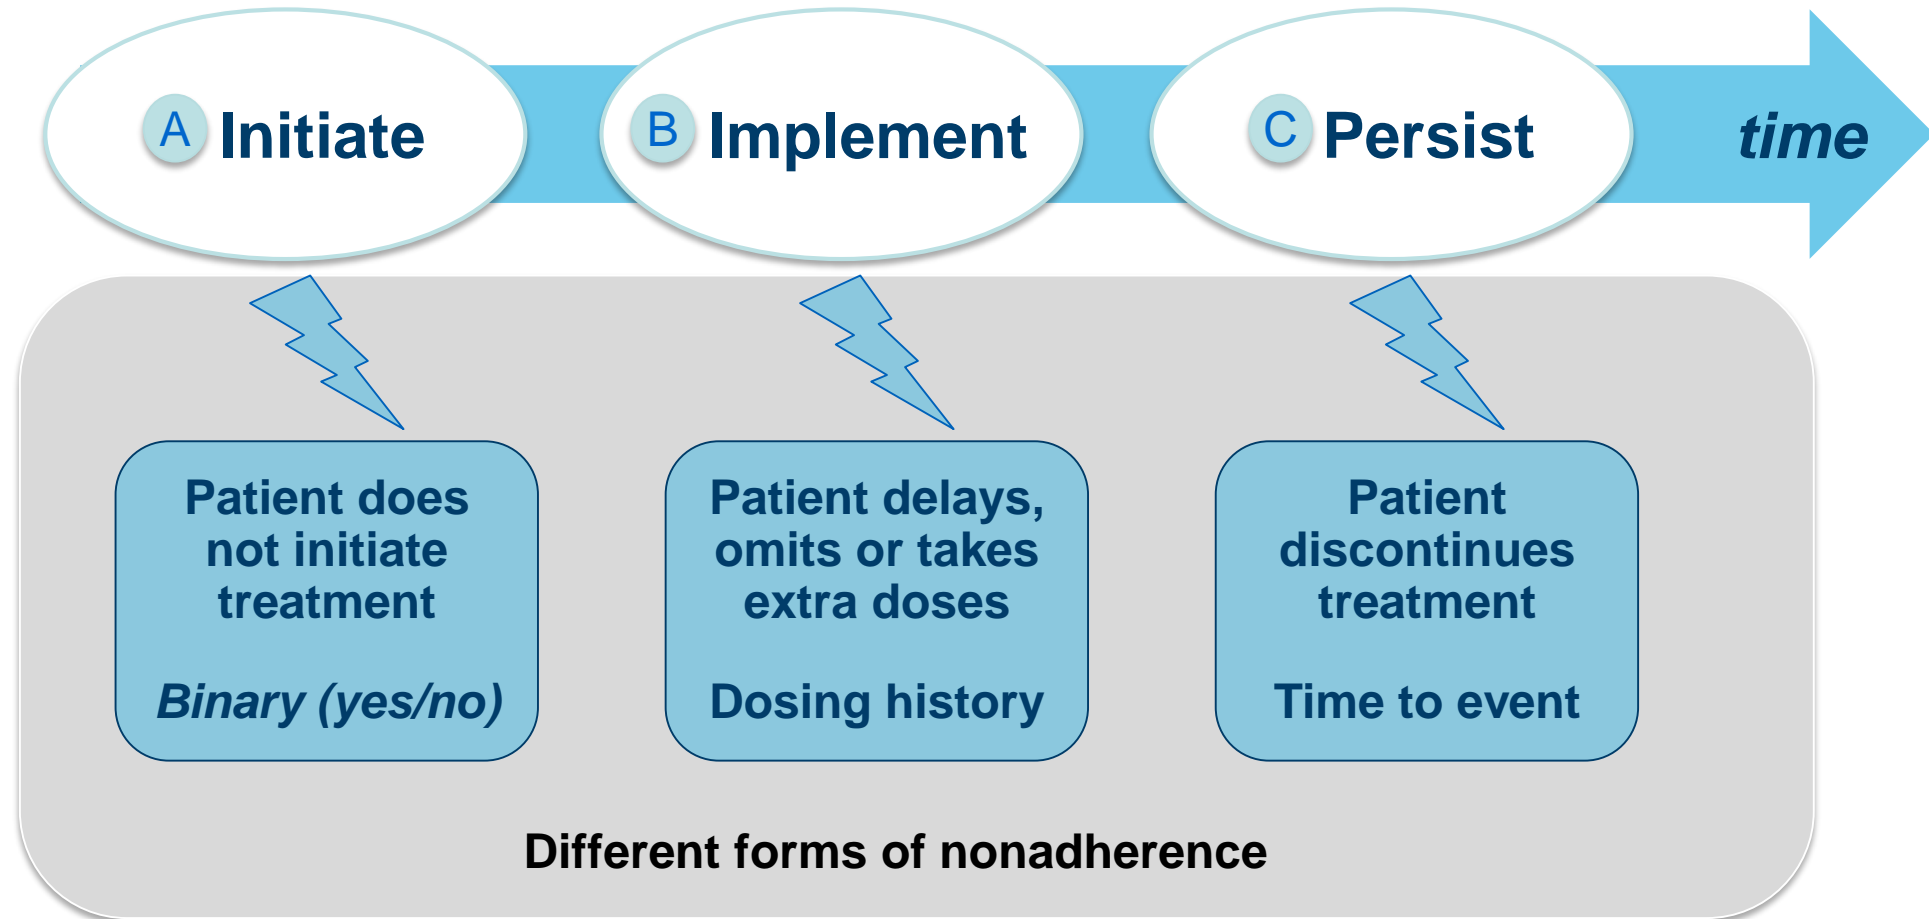 A Initiate
B Implement
C Persist
time
Patient does
not initiate
treatment
Binary (yes/no)
Patient delays,
omits or takes
extra doses
Dosing history
Patient
discontinues
treatment
Time to event
Different forms of nonadherence